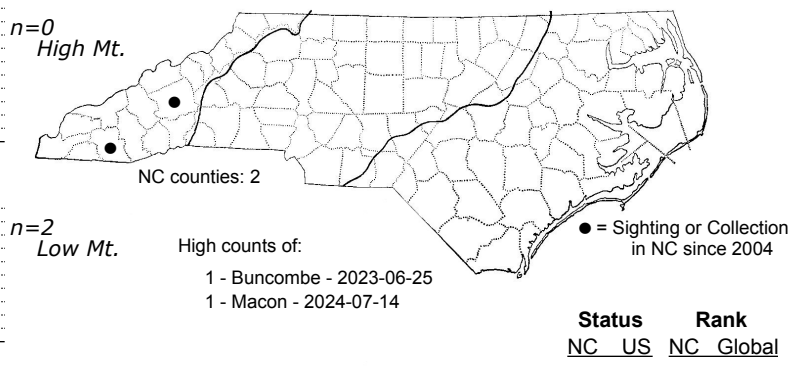 n=0
High Mt.
NC counties: 2
n=2
Low Mt.
High counts of:
1 - Buncombe - 2023-06-25
1 - Macon - 2024-07-14
● = Sighting or Collection
in NC since 2004
Status Rank
NC US NC Global